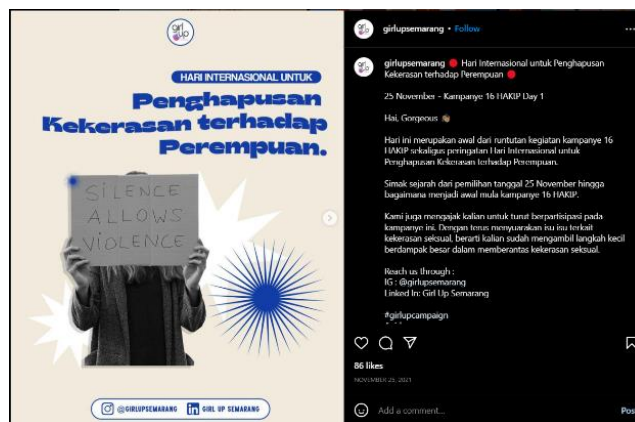 girl up
HARI INTERNASIONAL UNTUK
Penghapusan
Kekerasan terhadap
Perempuan.
SILENCE
ALLOWS
VIOLENCE
@GIRLUPSEMARANG in GIRL UP SEMARANG
girlupsemarang • Follow
girlupsemarang 🔴 Hari Internasional untuk Penghapusan
Kekerasan terhadap Perempuan 🔴
25 November - Kampanye 16 HAKIP Day 1
Hai, Gorgeous 👋🏽
Hari ini merupakan awal dari runtutan kegiatan kampanye 16
HAKIP sekaligus peringatan Hari Internasional untuk
Penghapusan Kekerasan terhadap Perempuan.
Simak sejarah dari pemilihan tanggal 25 November hingga
bagaimana menjadi awal mula kampanye 16 HAKIP.
Kami juga mengajak kalian untuk turut berpartisipasi pada
kampanye ini. Dengan terus menyuarakan isu isu terkait
kekerasan seksual, berarti kalian sudah mengambil langkah kecil
berdampak besar dalam memberantas kekerasan seksual.
Reach us through :
IG : @girlupsemarang
Linked In: Girl Up Semarang
#girlupcampaign
86 likes
NOVEMBER 25, 2021
Add a comment... Pos